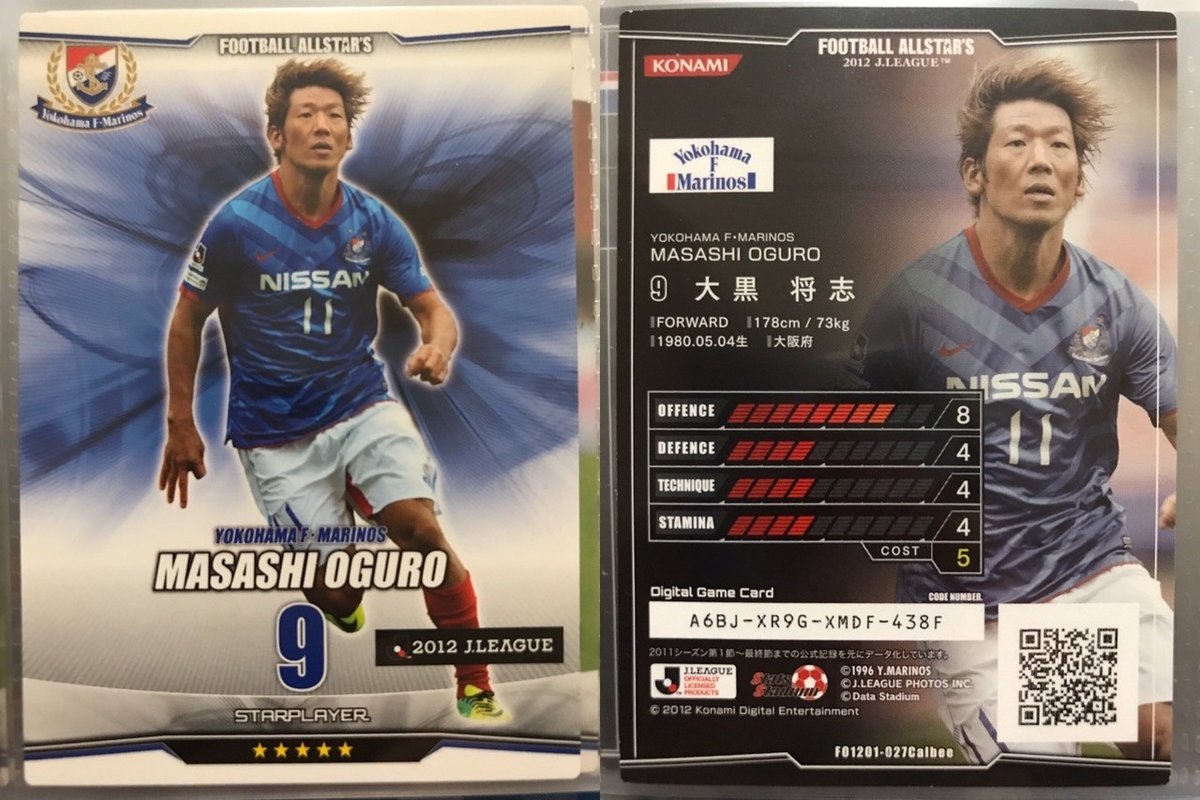 FOOTBALL ALLSTAR'S
Yokohama F·Marinos
NISSAN
11
YOKOHAMA F·MARINOS
MASASHI OGURO
9
2012 J.LEAGUE
STARPLAYER
★★★★★
FOOTBALL ALLSTAR'S
2012 J.LEAGUE™
KONAMI
Yokohama
F
Marinos
YOKOHAMA F・MARINOS
MASASHI OGURO
9 大黒 将志
FORWARD 178cm / 73kg
1980.05.04生 大阪府
NISSAN
11
OFFENCE 8
DEFENCE 4
TECHNIQUE 4
STAMINA 4
COST 5
Digital Game Card CODE NUMBER.
A6BJ-XR9G-XMDF-438F
2011シーズン第1節~最終節までの公式記録を元にデータ化しています。
J.LEAGUE
OFFICIALLY
LICENSED
PRODUCTS
Stats
Stadium
©1996 Y.MARINOS
©J.LEAGUE PHOTOS INC.
©Data Stadium
© 2012 Konami Digital Entertainment
FO1201-027Calbee